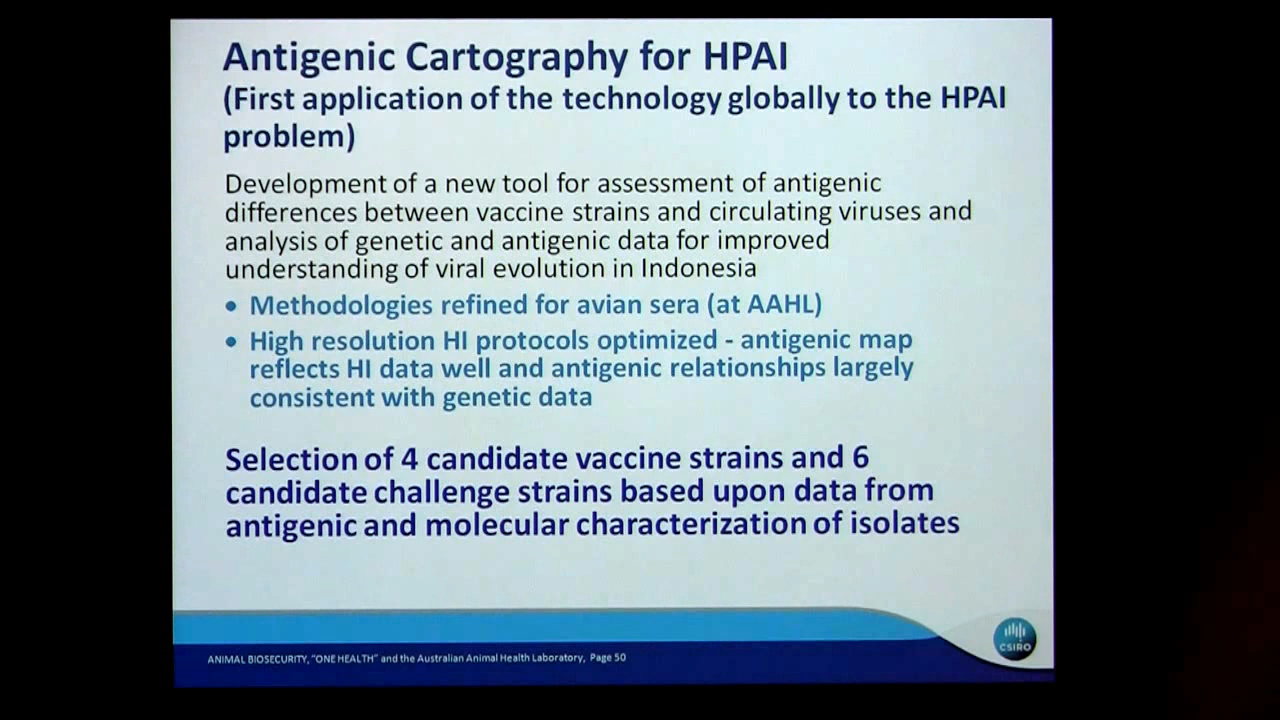 Antigenic Cartography for HPAI
(First application of the technology globally to the HPAI
problem)
Development of a new tool for assessment of antigenic
differences between vaccine strains and circulating viruses and
analysis of genetic and antigenic data for improved
understanding of viral evolution in Indonesia
• Methodologies refined for avian sera (at AAHL)
• High resolution HI protocols optimized - antigenic map
reflects HI data well and antigenic relationships largely
consistent with genetic data
Selection of 4 candidate vaccine strains and 6
candidate challenge strains based upon data from
antigenic and molecular characterization of isolates
CSIRO
ANIMAL BIOSECURITY, "ONE HEALTH" and the Australian Animal Health Laboratory, Page 50